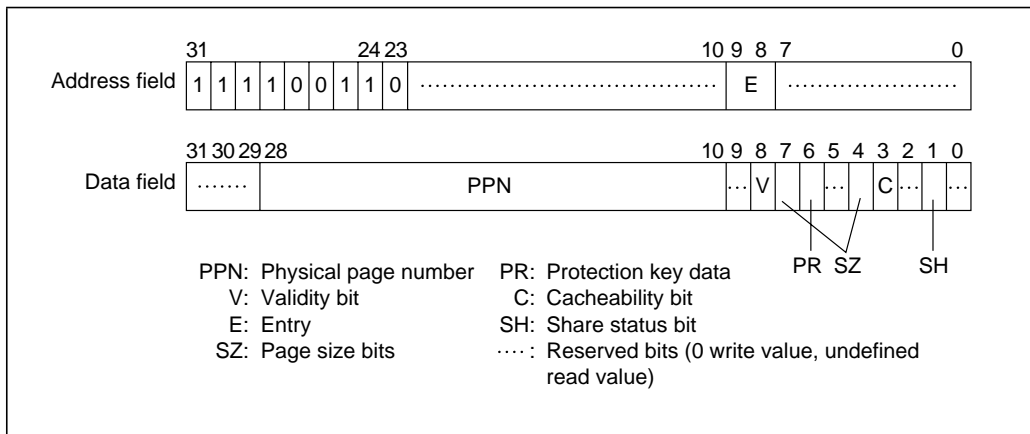 31 24 23 10 9 8 7 0
Address field 1 1 1 1 0 0 1 1 0 ........................................ E ......................
31 30 29 28 10 9 8 7 6 5 4 3 2 1 0
Data field ....... PPN ... V ... C ... ...
PR SZ SH
PPN: Physical page number PR: Protection key data
V: Validity bit C: Cacheability bit
E: Entry SH: Share status bit
SZ: Page size bits ····: Reserved bits (0 write value, undefined
read value)